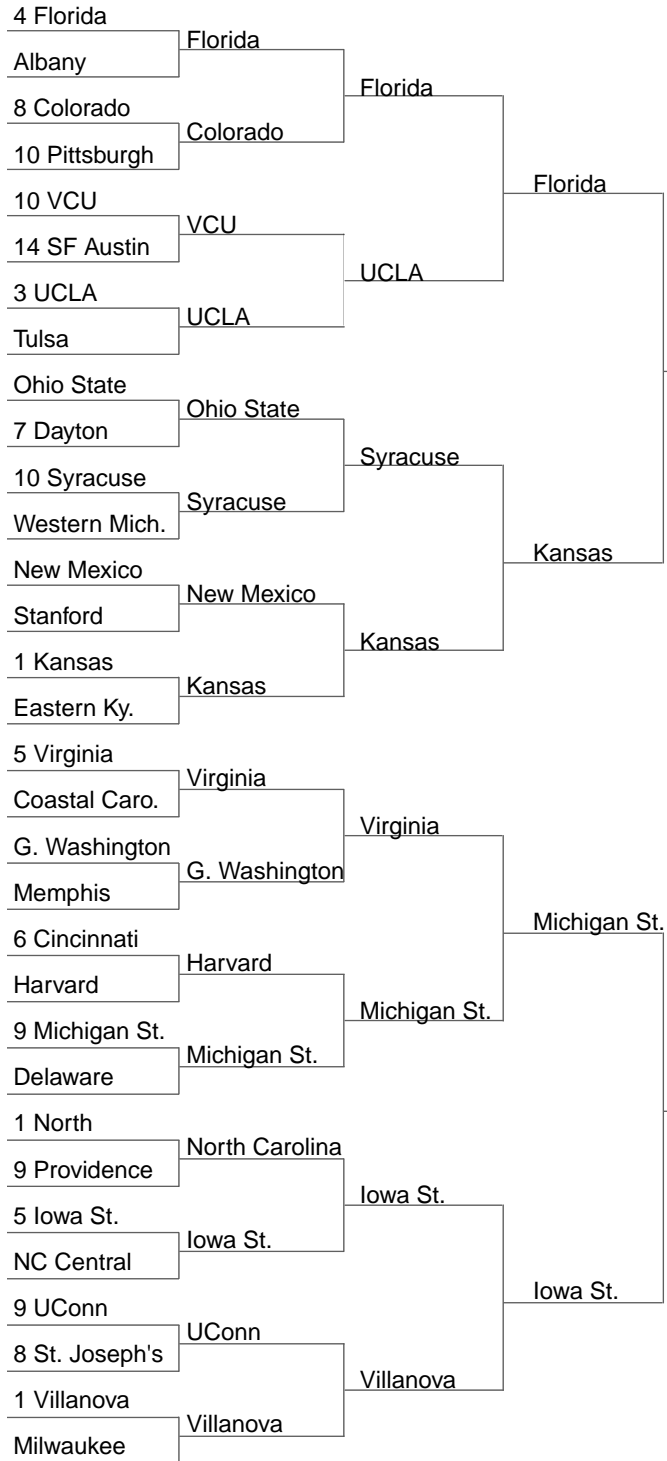 4 Florida
Albany
8 Colorado
10 Pittsburgh
10 VCU
14 SF Austin
3 UCLA
Tulsa
Ohio State
7 Dayton
10 Syracuse
Western Mich.
New Mexico
Stanford
1 Kansas
Eastern Ky.
5 Virginia
Coastal Caro.
G. Washington
Memphis
6 Cincinnati
Harvard
9 Michigan St.
Delaware
1 North
9 Providence
5 Iowa St.
NC Central
9 UConn
8 St. Joseph's
1 Villanova
Milwaukee
Florida
Colorado
VCU
UCLA
Ohio State
Syracuse
New Mexico
Kansas
Virginia
G. Washington
Harvard
Michigan St.
North Carolina
Iowa St.
UConn
Villanova
Florida
UCLA
Syracuse
Kansas
Virginia
Michigan St.
Iowa St.
Villanova
Florida
Kansas
Michigan St.
Iowa St.